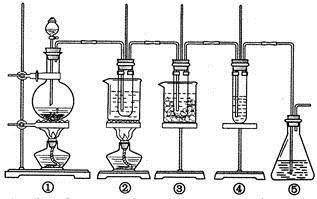 ① ② ③ ④ ⑤